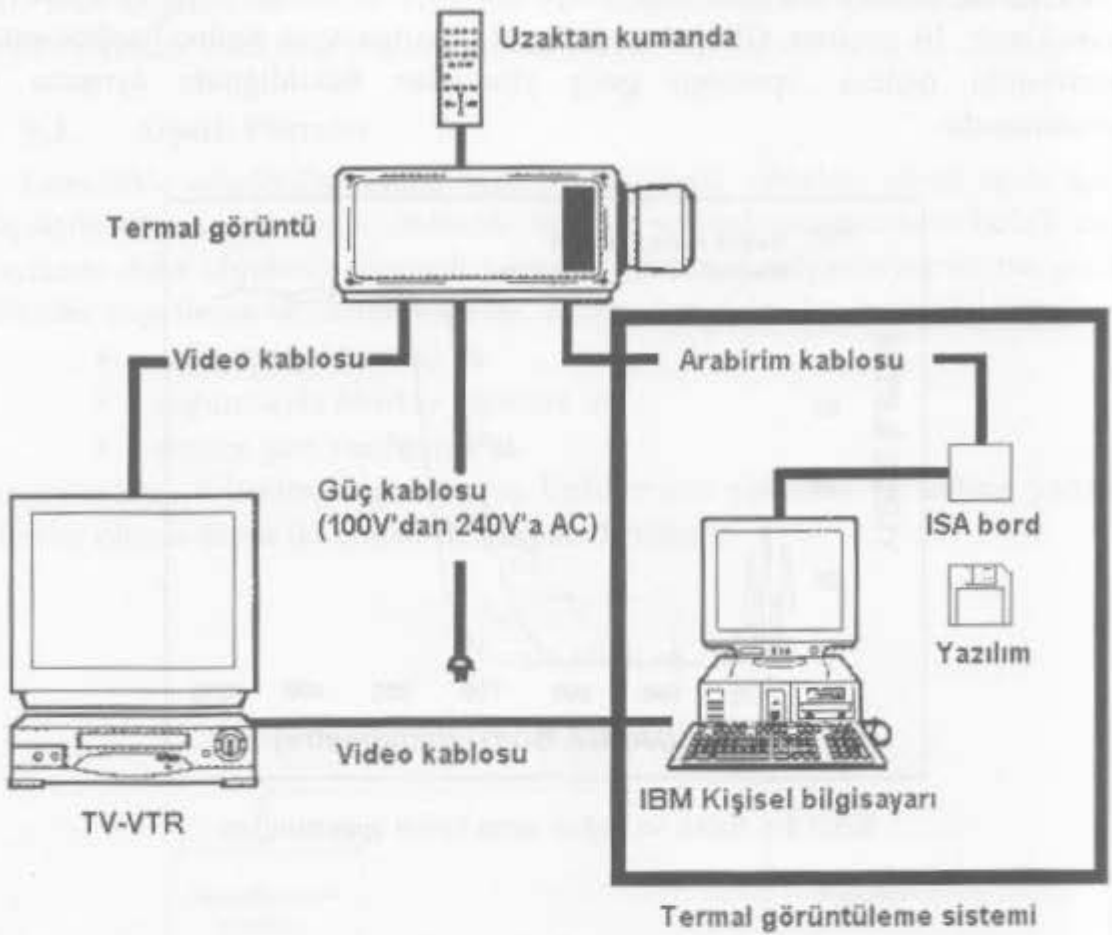 Uzaktan kumanda
Termal görüntü
Video kablosu
Arabirim kablosu
Güç kablosu
(100V'dan 240V'a AC)
ISA bord
Yazılım
Video kablosu
IBM Kişisel bilgisayarı
TV-VTR
Termal görüntüleme sistemi